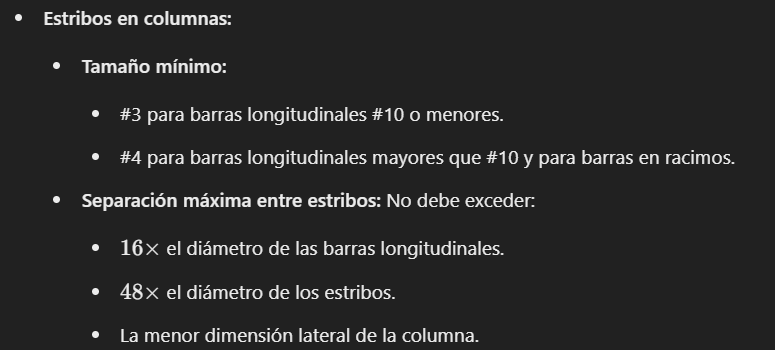 • Estribos en columnas:
• Tamaño mínimo:
• #3 para barras longitudinales #10 o menores.
• #4 para barras longitudinales mayores que #10 y para barras en racimos.
• Separación máxima entre estribos: No debe exceder:
• 16× el diámetro de las barras longitudinales.
• 48× el diámetro de los estribos.
• La menor dimensión lateral de la columna.